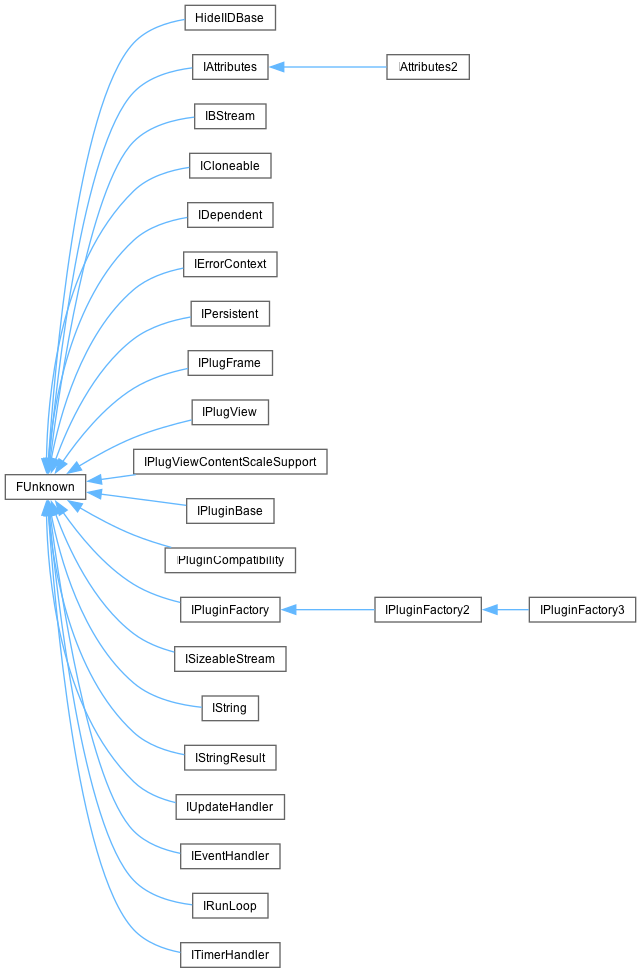 HideIIDBase
IAttributes
IAttributes2
IBStream
ICloneable
IDependent
IErrorContext
IPersistent
IPlugFrame
IPlugView
IPlugViewContentScaleSupport
FUnknown
IPluginBase
IPluginCompatibility
IPluginFactory
IPluginFactory2
IPluginFactory3
ISizeableStream
IString
IStringResult
IUpdateHandler
IEventHandler
IRunLoop
ITimerHandler